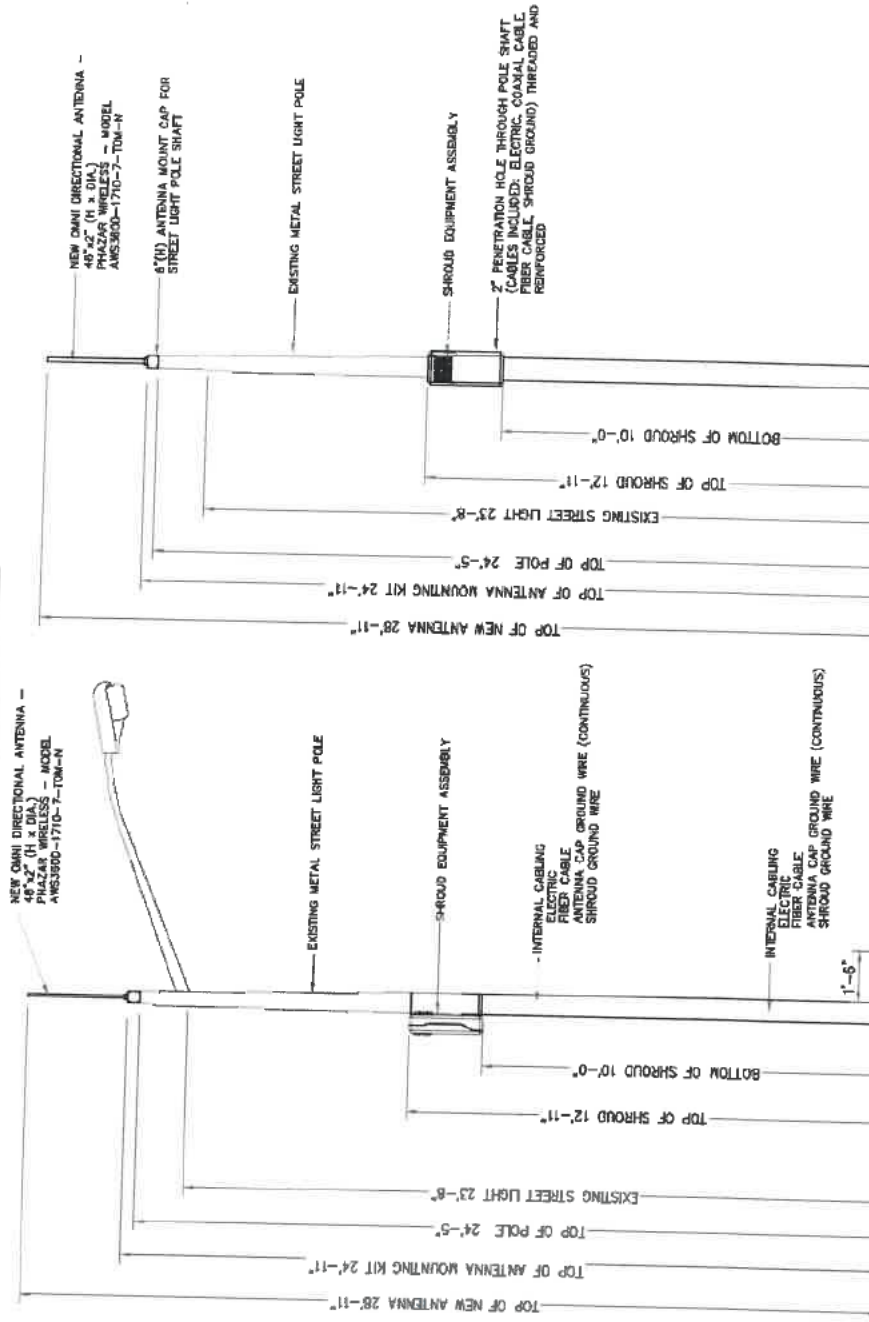 NEW OMNI DIRECTIONAL ANTENNA –
48"x2" (H x DIA.)
PHAZAR WIRELESS – MODEL
AWS3600–1710–7–TOM–N
EXISTING METAL STREET LIGHT POLE
SHROUD EQUIPMENT ASSEMBLY
INTERNAL CABLING
ELECTRIC
FIBER CABLE
ANTENNA CAP GROUND WIRE (CONTINUOUS)
SHROUD GROUND WIRE
INTERNAL CABLING
ELECTRIC
FIBER CABLE
ANTENNA CAP GROUND WIRE (CONTINUOUS)
SHROUD GROUND WIRE
1'-6"
BOTTOM OF SHROUD 10'-0"
TOP OF SHROUD 12'-11"
EXISTING STREET LIGHT 23'-8"
TOP OF POLE 24'-5"
TOP OF ANTENNA MOUNTING KIT 24'-11"
TOP OF NEW ANTENNA 28'-11"
NEW OMNI DIRECTIONAL ANTENNA –
48"x2" (H x DIA.)
PHAZAR WIRELESS – MODEL
AWS3600–1710–7–TOM–N
6"(H) ANTENNA MOUNT CAP FOR
STREET LIGHT POLE SHAFT
EXISTING METAL STREET LIGHT POLE
SHROUD EQUIPMENT ASSEMBLY
2" PENETRATION HOLE THROUGH POLE SHAFT
(CABLES INCLUDED: ELECTRIC, COAXIAL CABLE,
FIBER CABLE, SHROUD GROUND) THREADED AND
REINFORCED
BOTTOM OF SHROUD 10'-0"
TOP OF SHROUD 12'-11"
EXISTING STREET LIGHT 23'-8"
TOP OF POLE 24'-5"
TOP OF ANTENNA MOUNTING KIT 24'-11"
TOP OF NEW ANTENNA 28'-11"